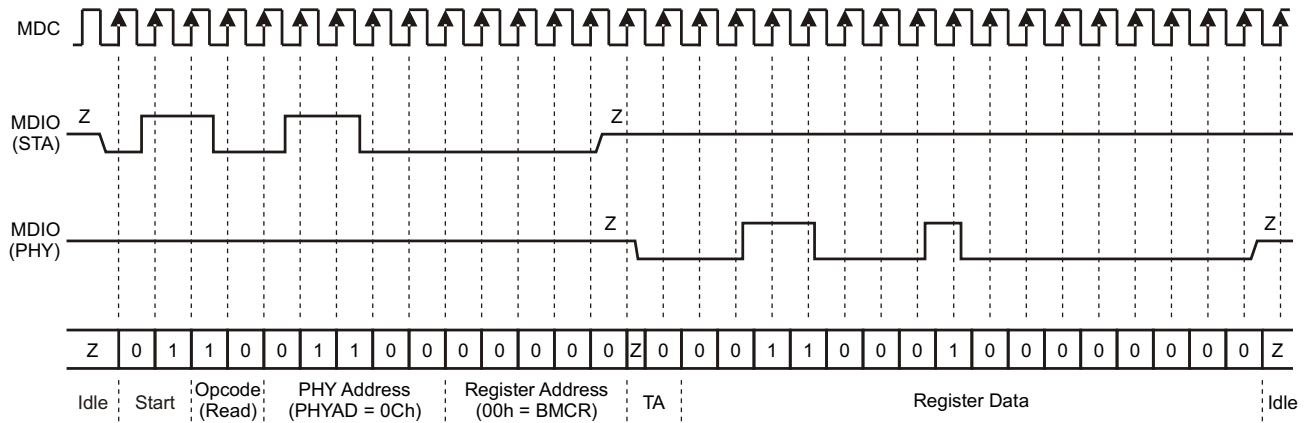 MDC
MDIO
(STA)
Z
Z
MDIO
(PHY)
Z
Z
Z 0 1 1 0 0 1 1 0 0 0 0 0 0 0 Z 0 0 0 1 1 0 0 0 1 0 0 0 0 0 0 0 0 Z
Idle Start Opcode (Read) PHY Address (PHYAD = 0Ch) Register Address (00h = BMCR) TA Register Data Idle